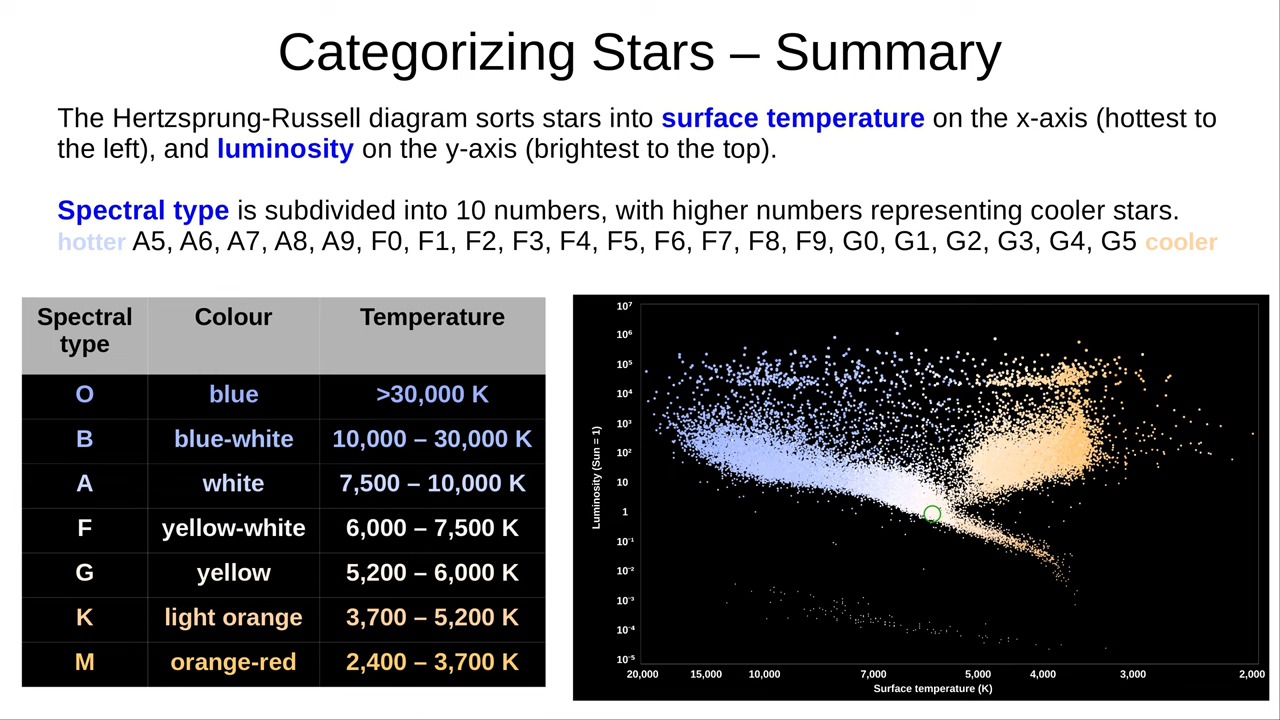 Categorizing Stars – Summary
The Hertzsprung-Russell diagram sorts stars into surface temperature on the x-axis (hottest to
the left), and luminosity on the y-axis (brightest to the top).
Spectral type is subdivided into 10 numbers, with higher numbers representing cooler stars.
hotter A5, A6, A7, A8, A9, F0, F1, F2, F3, F4, F5, F6, F7, F8, F9, G0, G1, G2, G3, G4, G5 cooler
Spectral type Colour Temperature
O blue >30,000 K
B blue-white 10,000 – 30,000 K
A white 7,500 – 10,000 K
F yellow-white 6,000 – 7,500 K
G yellow 5,200 – 6,000 K
K light orange 3,700 – 5,200 K
M orange-red 2,400 – 3,700 K
Luminosity (Sun = 1)
10⁷
10⁶
10⁵
10⁴
10³
10²
10
1
10⁻¹
10⁻²
10⁻³
10⁻⁴
10⁻⁵
20,000 15,000 10,000 7,000 5,000 4,000 3,000 2,000
Surface temperature (K)